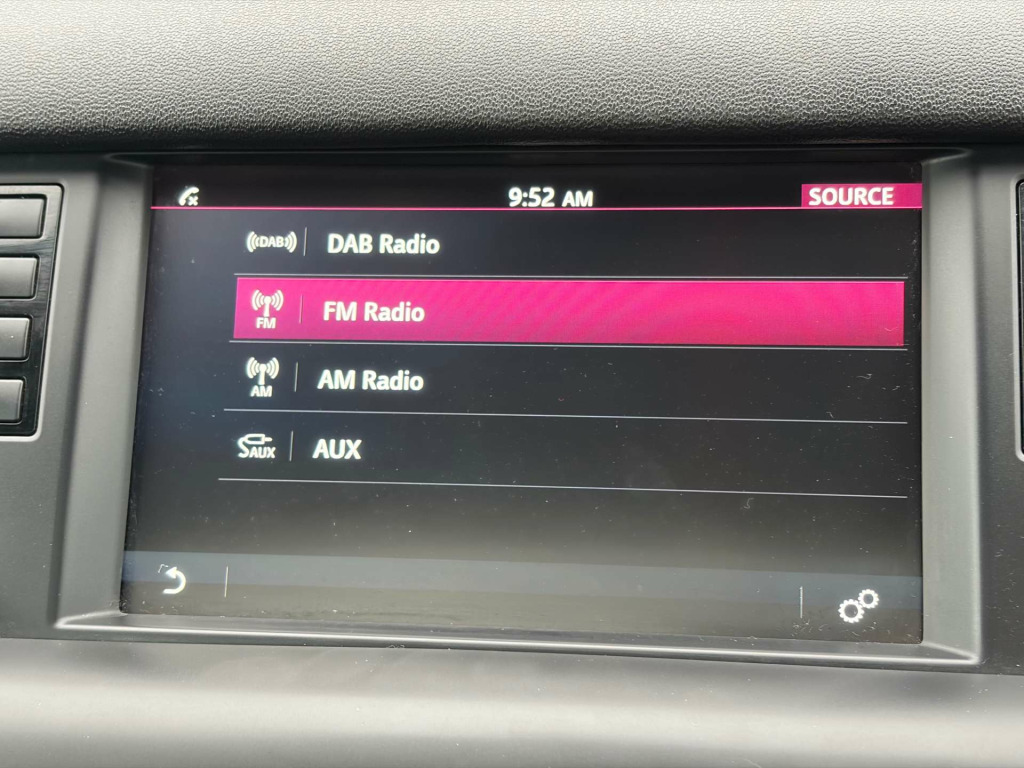 9:52 AM
SOURCE
DAB
DAB Radio
FM
FM Radio
AM
AM Radio
AUX
AUX